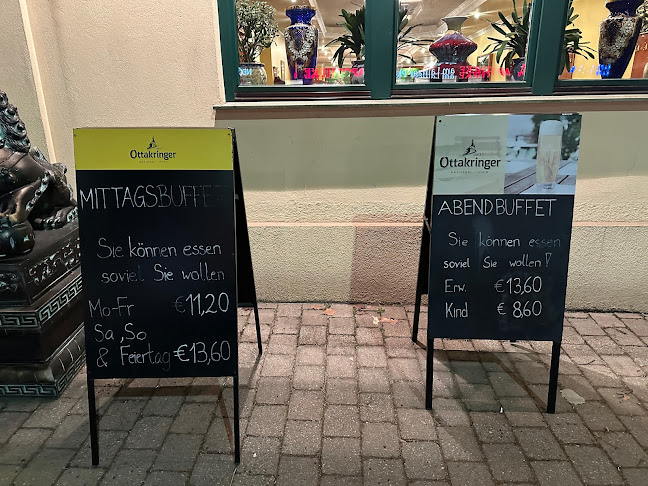 Ottakringer
MITTAGSBUFFET
Sie können essen
soviel Sie wollen
Mo-Fr €11,20
Sa, So
& Feiertag €13,60
Ottakringer
ABENDBUFFET
Sie können essen
soviel Sie wollen!
Erw. €13,60
Kind € 8,60